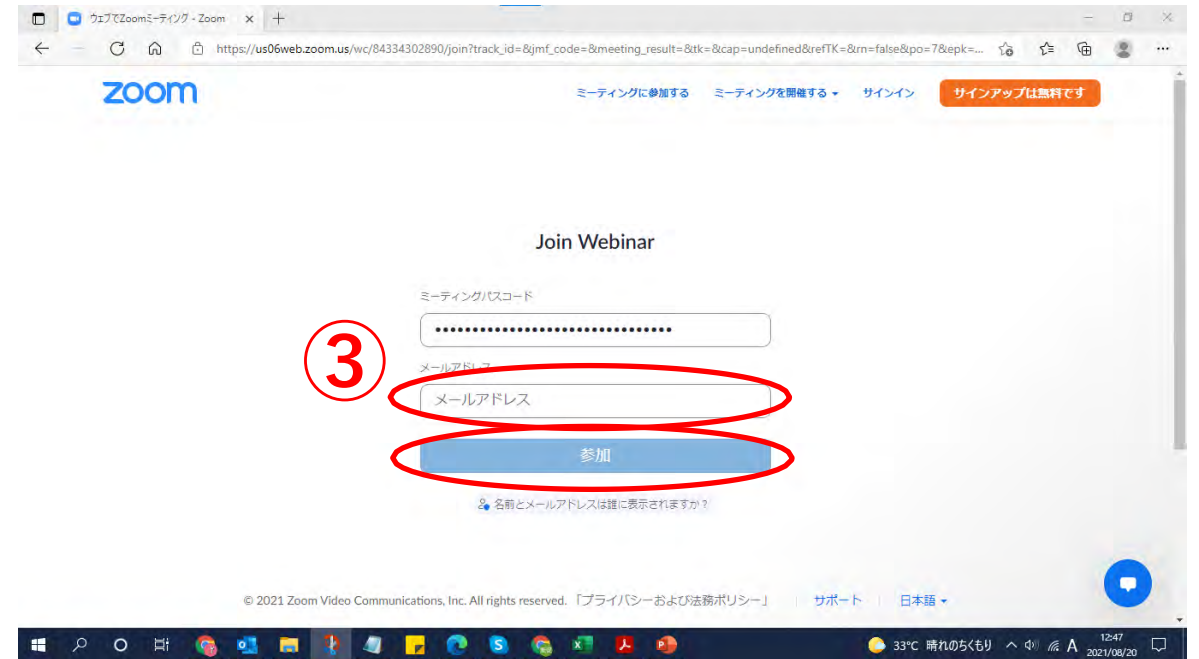 ウェブでZoomミーティング - Zoom
https://us06web.zoom.us/wc/84334302890/join?track_id=&jmf_code=&meeting_result=&tk=&cap=undefined&refTK=&rn=false&po=7&epk=...
zoom
ミーティングに参加する ミーティングを開催する サインイン サインアップは無料です
Join Webinar
ミーティングパスコード
••••••••••••••••••••••••••••••••
③
メールアドレス
メールアドレス
参加
名前とメールアドレスは誰に表示されますか?
© 2021 Zoom Video Communications, Inc. All rights reserved. 「プライバシーおよび法務ポリシー」 サポート 日本語
33°C 晴れのちくもり A 12:47
2021/08/20